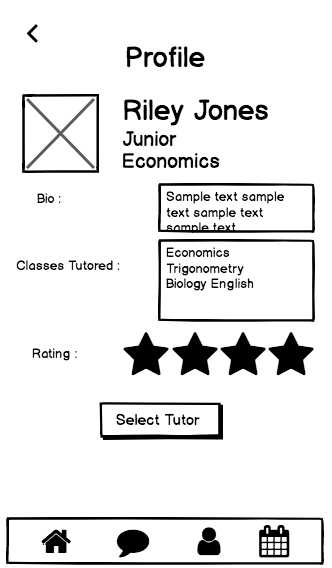 Profile
Riley Jones
Junior
Economics
Bio :
Sample text sample
text sample text
sample text
Classes Tutored :
Economics
Trigonometry
Biology English
Rating :
Select Tutor